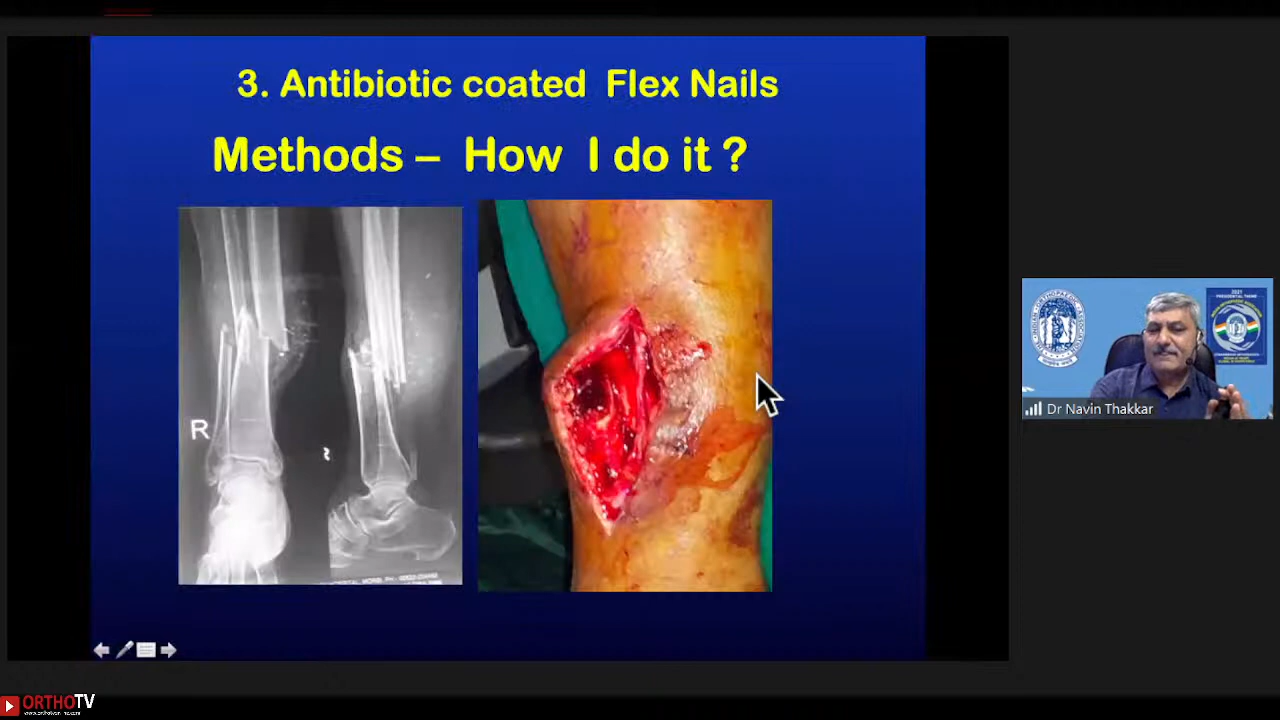 3. Antibiotic coated Flex Nails
Methods – How I do it ?
R
Dr Navin Thakkar
ORTHOTV